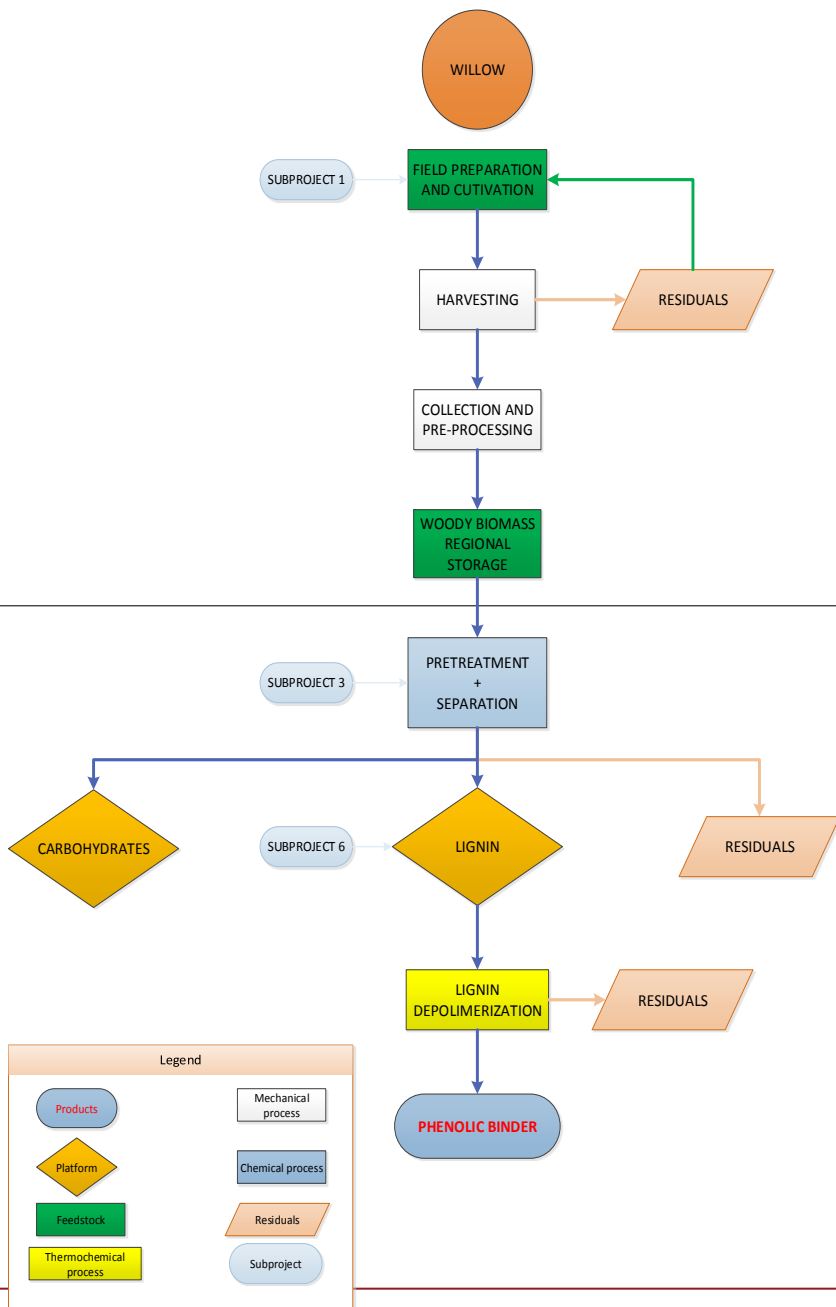 WILLOW
SUBPROJECT 1
FIELD PREPARATION
AND CUTIVATION
HARVESTING
RESIDUALS
COLLECTION AND
PRE-PROCESSING
WOODY BIOMASS
REGIONAL
STORAGE
SUBPROJECT 3
PRETREATMENT
+
SEPARATION
CARBOHYDRATES
SUBPROJECT 6
LIGNIN
RESIDUALS
LIGNIN
DEPOLIMERIZATION
RESIDUALS
PHENOLIC BINDER
Legend
Products
Mechanical
process
Platform
Chemical process
Feedstock
Residuals
Thermochemical
process
Subproject